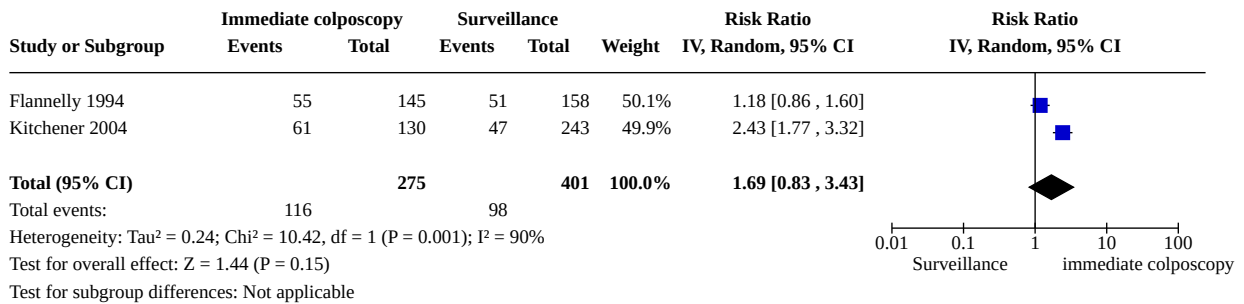 Immediate colposcopy Surveillance Risk Ratio Risk Ratio
Study or Subgroup Events Total Events Total Weight IV, Random, 95% CI IV, Random, 95% CI
Flannelly 1994 55 145 51 158 50.1% 1.18 [0.86 , 1.60]
Kitchener 2004 61 130 47 243 49.9% 2.43 [1.77 , 3.32]
Total (95% CI) 275 401 100.0% 1.69 [0.83 , 3.43]
Total events: 116 98
Heterogeneity: Tau² = 0.24; Chi² = 10.42, df = 1 (P = 0.001); I² = 90%
0.01 0.1 1 10 100
Test for overall effect: Z = 1.44 (P = 0.15) Surveillance immediate colposcopy
Test for subgroup differences: Not applicable